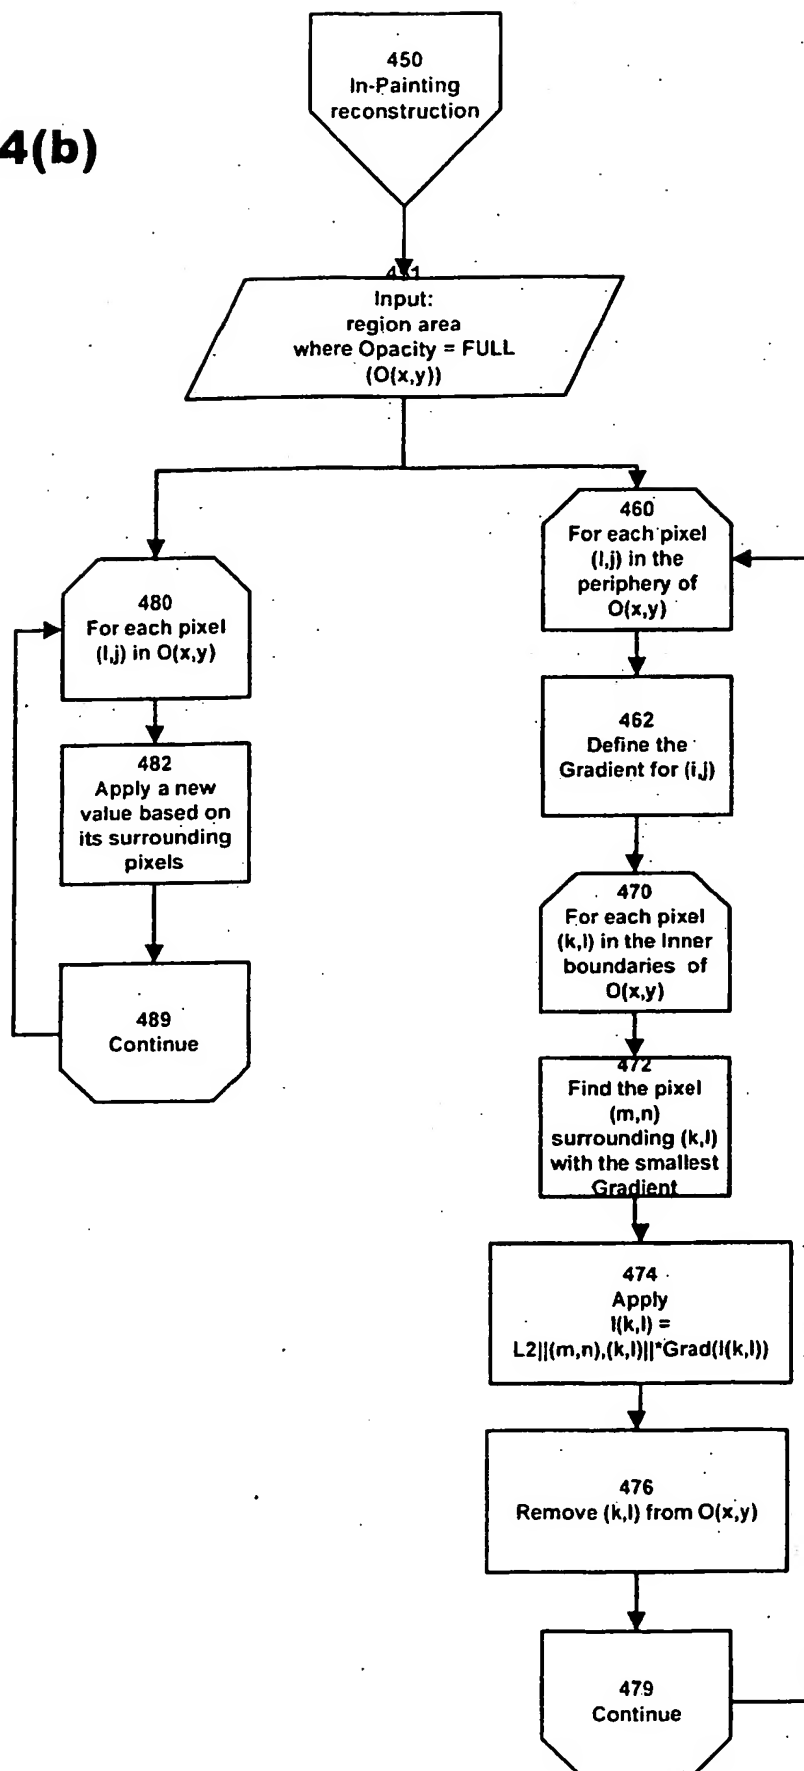 450
In-Painting
reconstruction
4(b)
451
Input:
region area
where Opacity = FULL
(O(x,y))
480
For each pixel
(I,j) in O(x,y)
482
Apply a new
value based on
its surrounding
pixels
489
Continue
460
For each pixel
(I,j) in the
periphery of
O(x,y)
462
Define the
Gradient for (i,j)
470
For each pixel
(k,l) in the Inner
boundaries of
O(x,y)
472
Find the pixel
(m,n)
surrounding (k,l)
with the smallest
Gradient
474
Apply
I(k,l) =
L2||(m,n),(k,l)||*Grad(I(k,l))
476
Remove (k,l) from O(x,y)
479
Continue